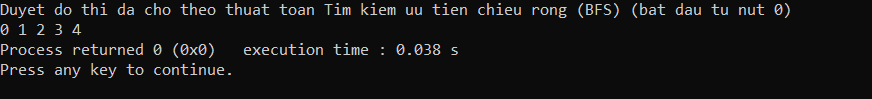 Duyet do thi da cho theo thuat toan Tim kiem uu tien chieu rong (BFS) (bat dau tu nut 0)
0 1 2 3 4
Process returned 0 (0x0)   execution time : 0.038 s
Press any key to continue.